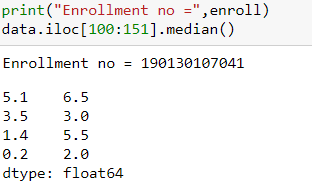 print("Enrollment no =",enroll)
data.iloc[100:151].median()
Enrollment no = 190130107041
5.1 6.5
3.5 3.0
1.4 5.5
0.2 2.0
dtype: float64